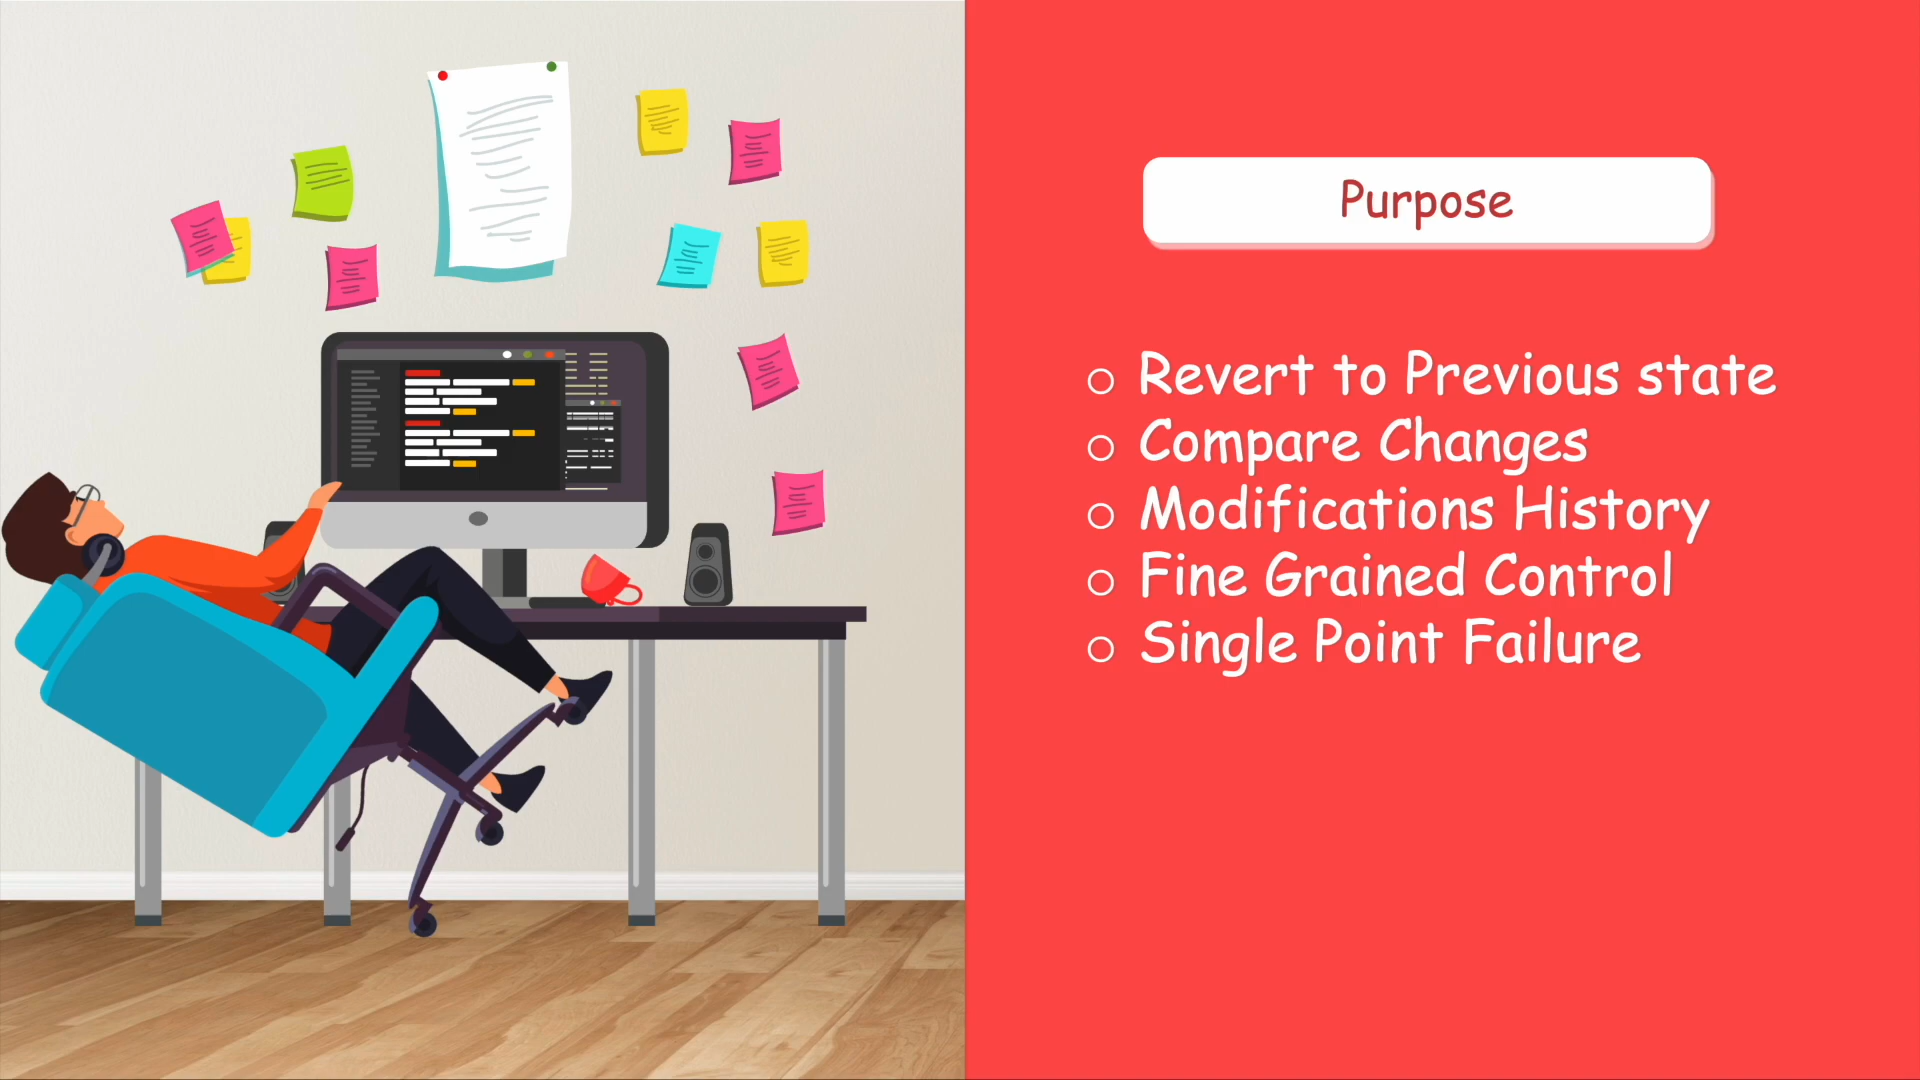 Purpose
Revert to Previous state
Compare Changes
Modifications History
Fine Grained Control
Single Point Failure